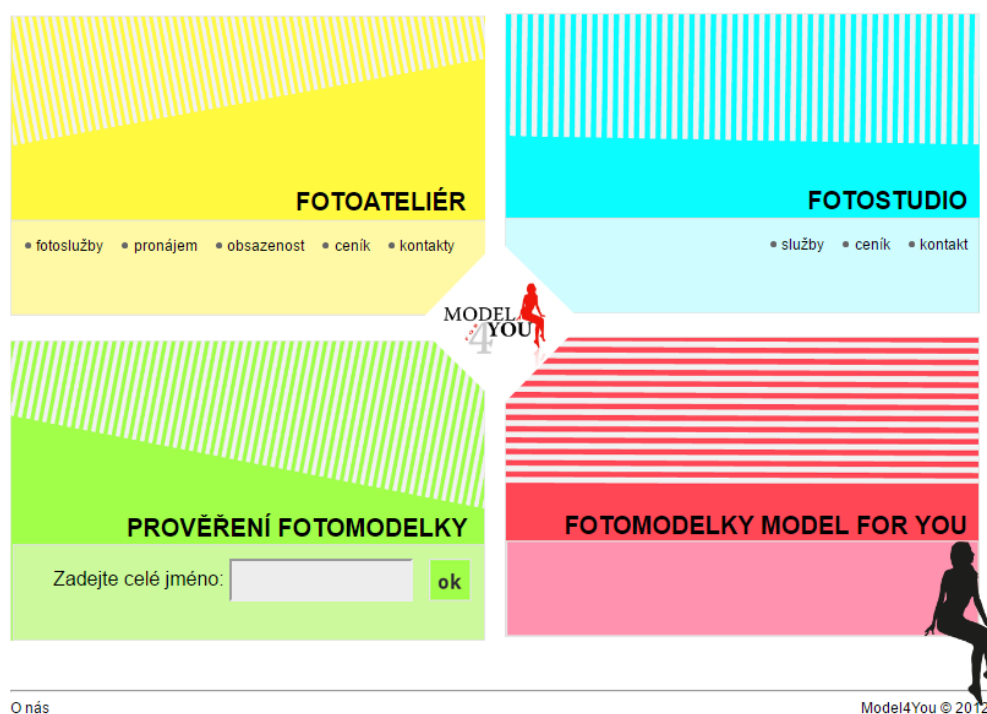 FOTOATELIÉR
• fotoslužby • pronájem • obsazenost • ceník • kontakty
FOTOSTUDIO
• služby • ceník • kontakt
MODEL
FOR
4 YOU
PROVĚŘENÍ FOTOMODELKY
Zadejte celé jméno: ok
FOTOMODELKY MODEL FOR YOU
O nás
Model4You © 2012